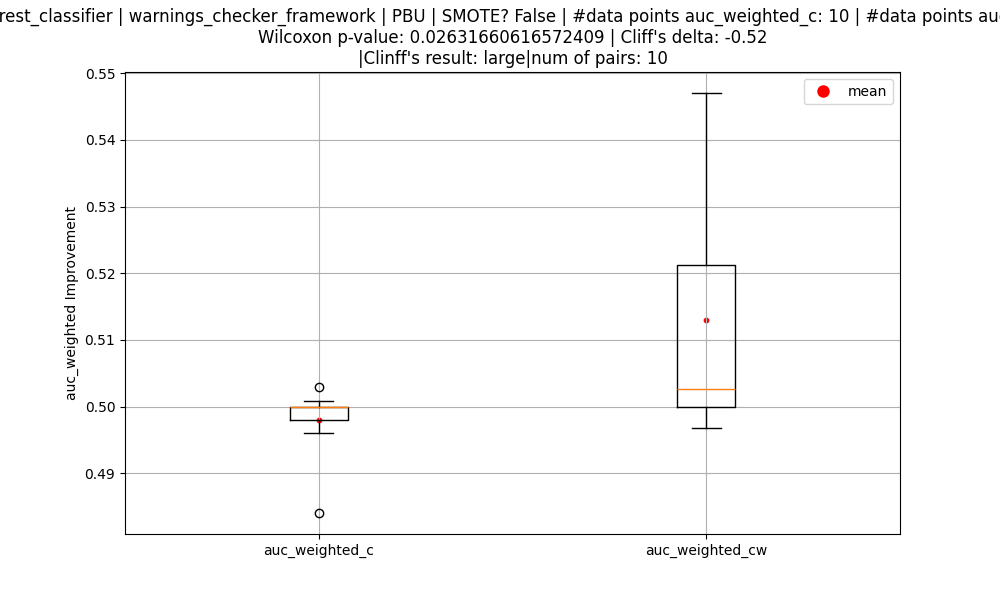 rest_classifier | warnings_checker_framework | PBU | SMOTE? False | #data points auc_weighted_c: 10 | #data points au
Wilcoxon p-value: 0.02631660616572409 | Cliff's delta: -0.52
|Clinff's result: large|num of pairs: 10
mean
0.55
0.54
0.53
0.52
0.51
0.50
0.49
auc_weighted Improvement
auc_weighted_c
auc_weighted_cw